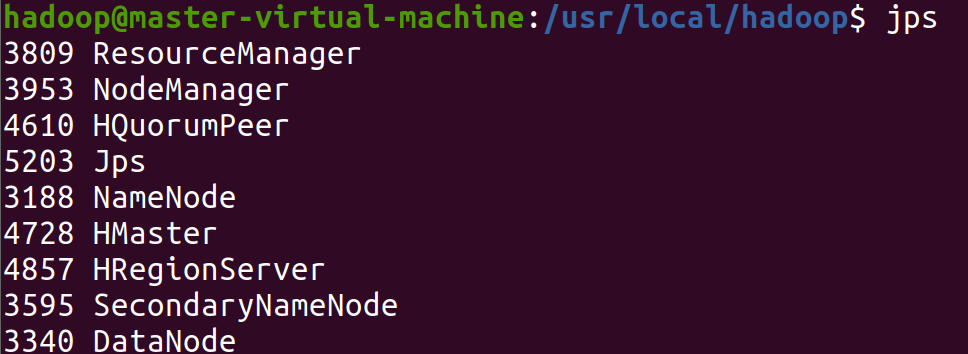 hadoop@master-virtual-machine:/usr/local/hadoop$ jps
3809 ResourceManager
3953 NodeManager
4610 HQuorumPeer
5203 Jps
3188 NameNode
4728 HMaster
4857 HRegionServer
3595 SecondaryNameNode
3340 DataNode